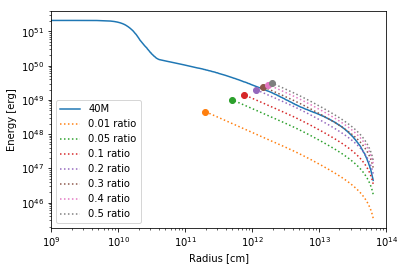 Energy [erg]
10^51
10^50
10^49
10^48
10^47
10^46
40M
0.01 ratio
0.05 ratio
0.1 ratio
0.2 ratio
0.3 ratio
0.4 ratio
0.5 ratio
10^9 10^10 10^11 10^12 10^13 10^14
Radius [cm]